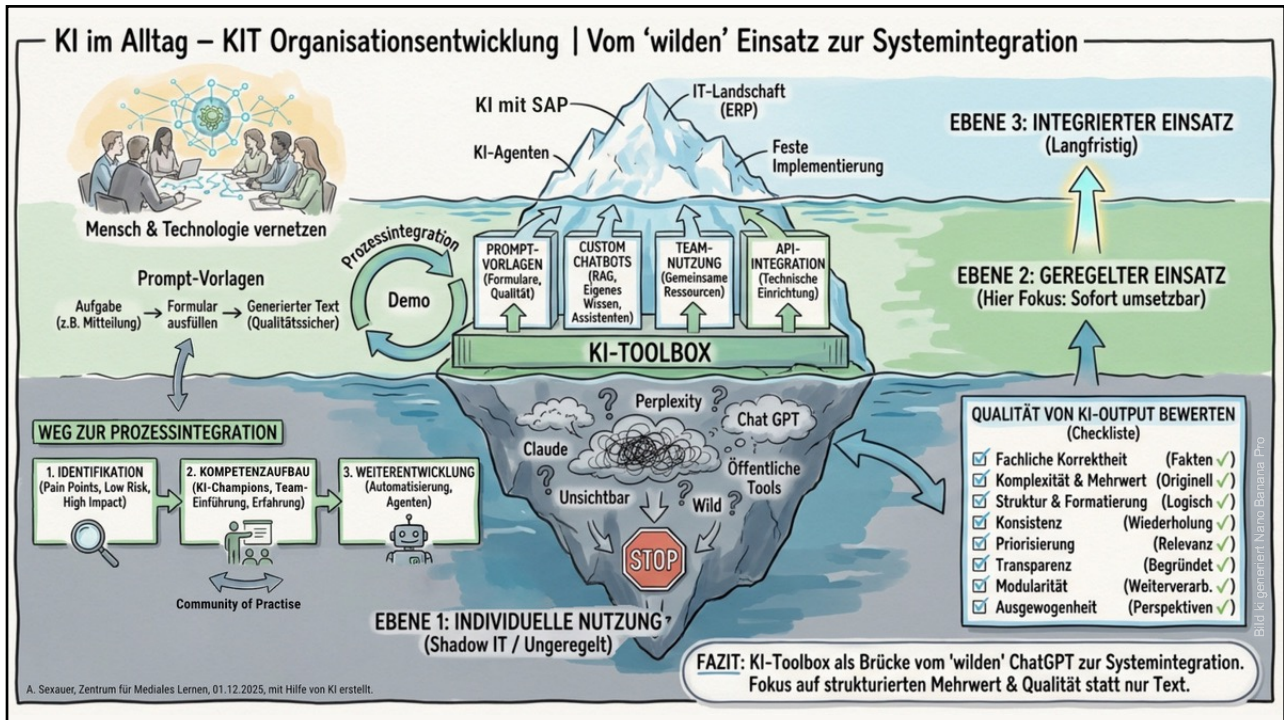 KI im Alltag – KIT Organisationsentwicklung | Vom 'wilden' Einsatz zur Systemintegration
Mensch & Technologie vernetzen
KI mit SAP
IT-Landschaft
(ERP)
KI-Agenten
Feste
Implementierung
EBENE 3: INTEGRIERTER EINSATZ
(Langfristig)
Prompt-Vorlagen
Aufgabe
(z.B. Mitteilung)
Formular
ausfüllen
Generierter Text
(Qualitätssicher)
Prozessintegration
Demo
PROMPT-
VORLAGEN
(Formulare,
Qualität)
CUSTOM
CHATBOTS
(RAG,
Eigenes
Wissen,
Assistenten)
TEAM-
NUTZUNG
(Gemeinsame
Ressourcen)
API-
INTEGRATION
(Technische
Einrichtung)
KI-TOOLBOX
EBENE 2: GEREGELTER EINSATZ
(Hier Fokus: Sofort umsetzbar)
WEG ZUR PROZESSINTEGRATION
1. IDENTIFIKATION
(Pain Points, Low Risk,
High Impact)
2. KOMPETENZAUFBAU
(KI-Champions, Team-
Einführung, Erfahrung)
3. WEITERENTWICKLUNG
(Automatisierung,
Agenten)
Community of Practise
? Perplexity ?
Chat GPT
Claude
Öffentliche
Tools
?
Unsichtbar
?
Wild ?
STOP
EBENE 1: INDIVIDUELLE NUTZUNG ?
(Shadow IT / Ungeregelt)
QUALITÄT VON KI-OUTPUT BEWERTEN
(Checkliste)
☑ Fachliche Korrektheit (Fakten ✓)
☑ Komplexität & Mehrwert (Originell ✓)
☑ Struktur & Formatierung (Logisch ✓)
☑ Konsistenz (Wiederholung ✓)
☑ Priorisierung (Relevanz ✓)
☑ Transparenz (Begründet ✓)
☑ Modularität (Weiterverarb. ✓)
☑ Ausgewogenheit (Perspektiven ✓)
Bild ki generiert Nano Banana Pro
FAZIT: KI-Toolbox als Brücke vom 'wilden' ChatGPT zur Systemintegration.
Fokus auf strukturierten Mehrwert & Qualität statt nur Text.
A. Sexauer, Zentrum für Mediales Lernen, 01.12.2025, mit Hilfe von KI erstellt.